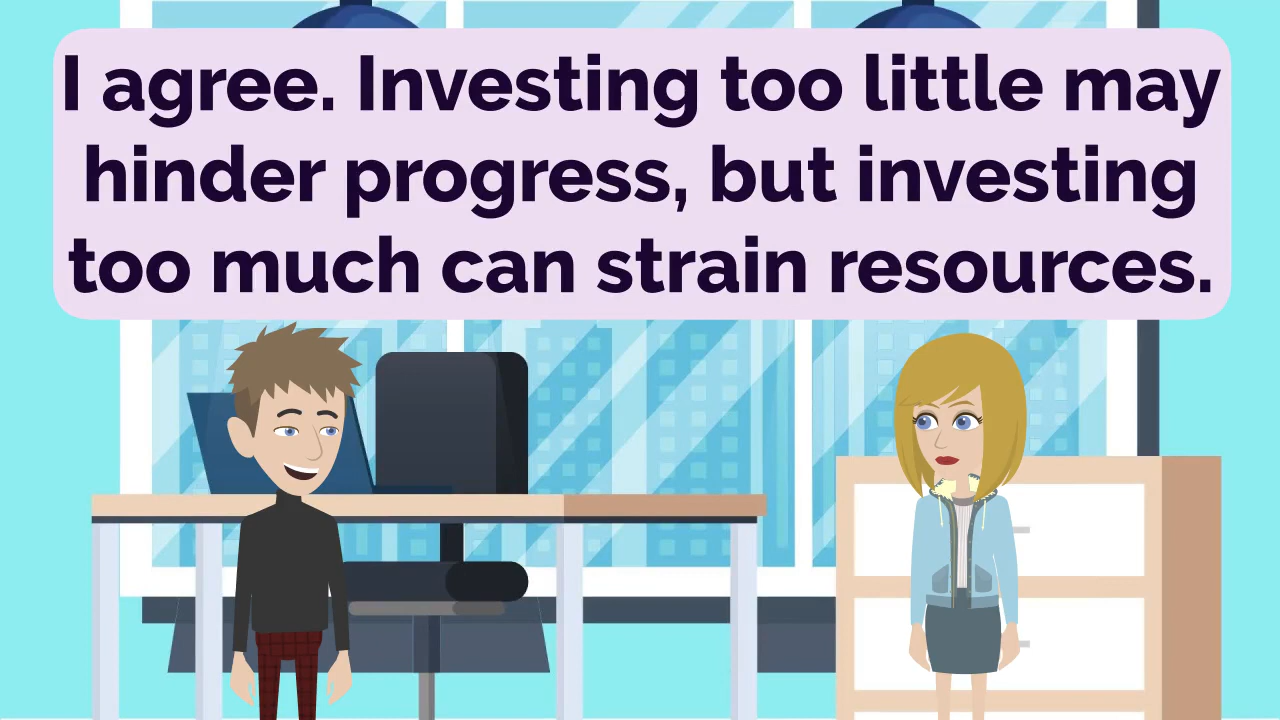 I agree. Investing too little may
hinder progress, but investing
too much can strain resources.